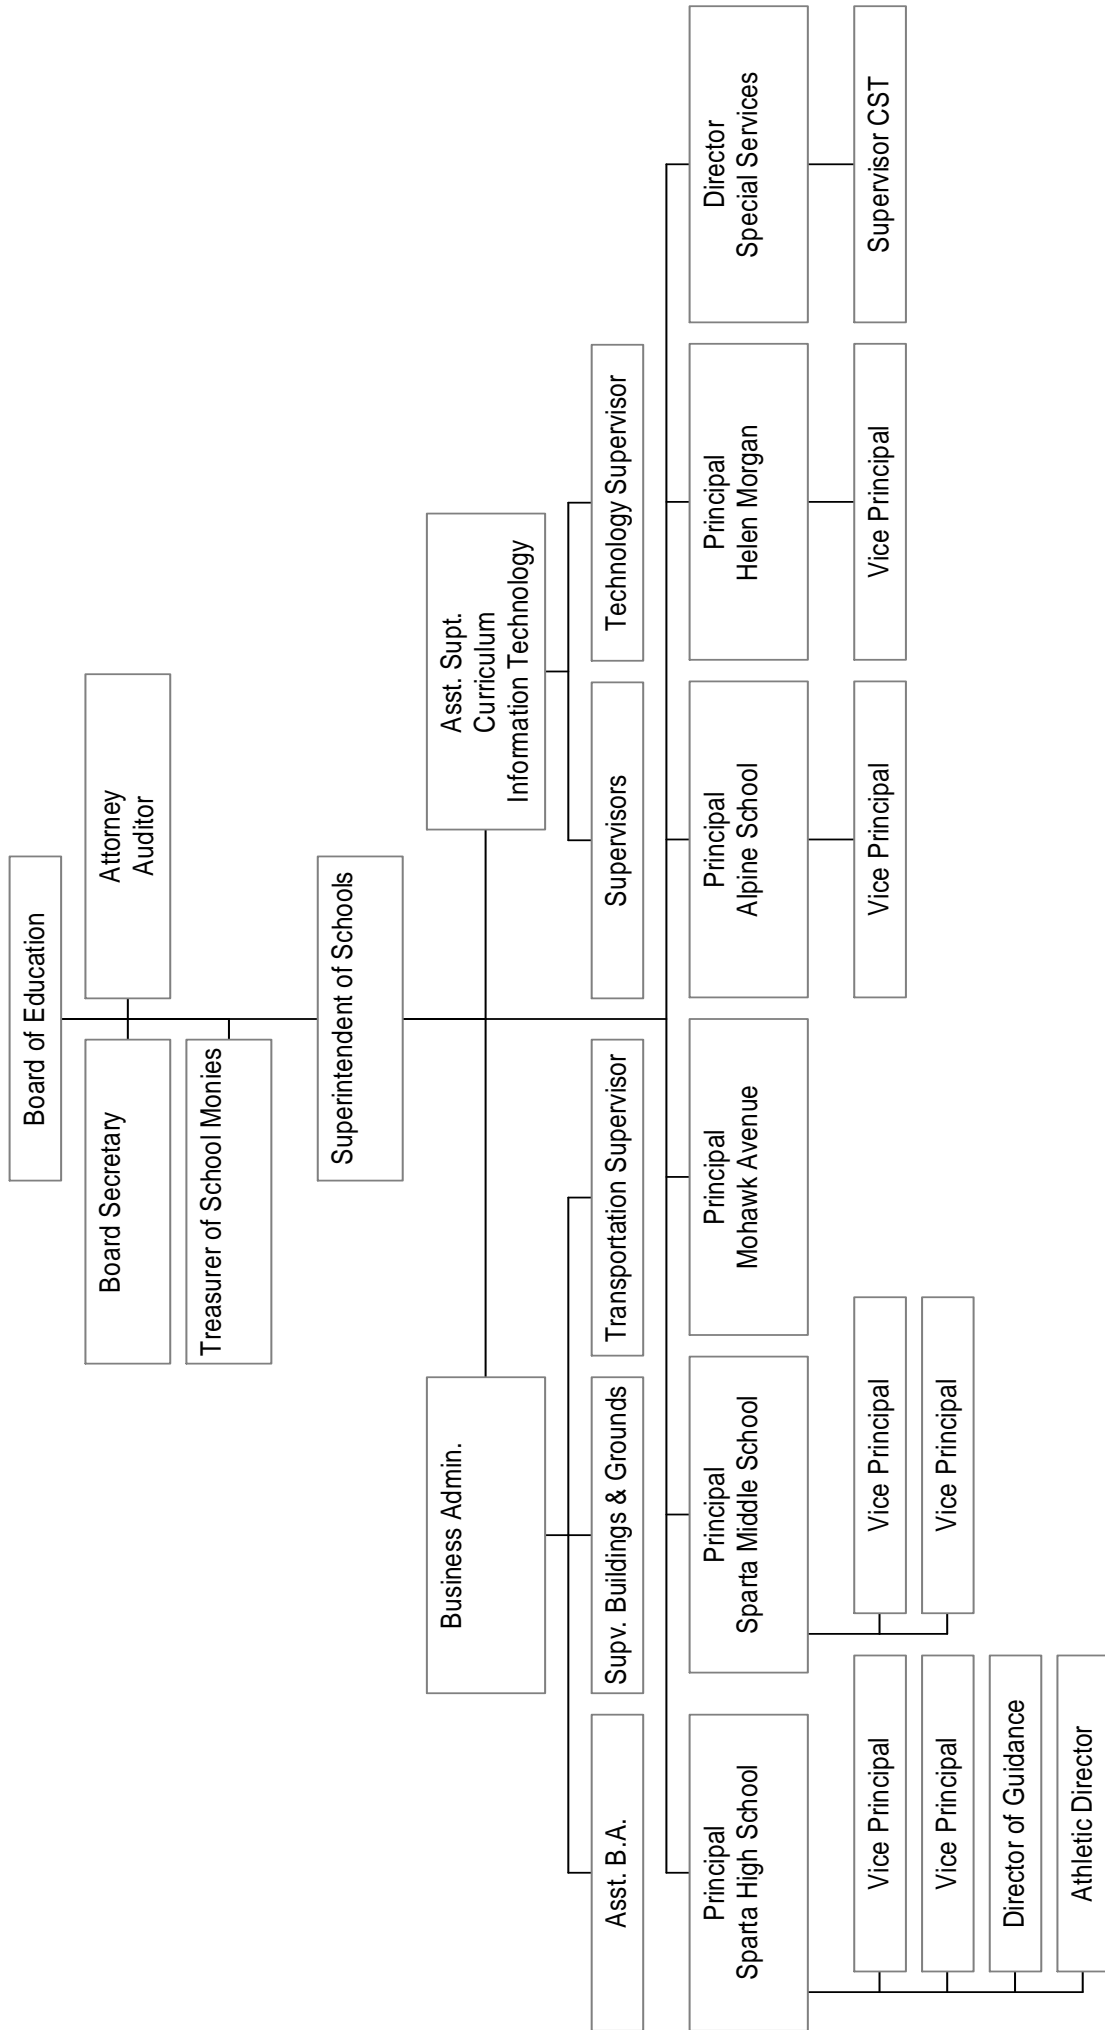 Board of Education
Board Secretary
Attorney
Auditor
Treasurer of School Monies
Superintendent of Schools
Business Admin.
Asst. Supt.
Curriculum
Information Technology
Asst. B.A.
Supv. Buildings & Grounds
Transportation Supervisor
Supervisors
Technology Supervisor
Principal
Sparta High School
Principal
Sparta Middle School
Principal
Mohawk Avenue
Principal
Alpine School
Principal
Helen Morgan
Director
Special Services
Vice Principal
Vice Principal
Director of Guidance
Athletic Director
Vice Principal
Vice Principal
Vice Principal
Vice Principal
Supervisor CST